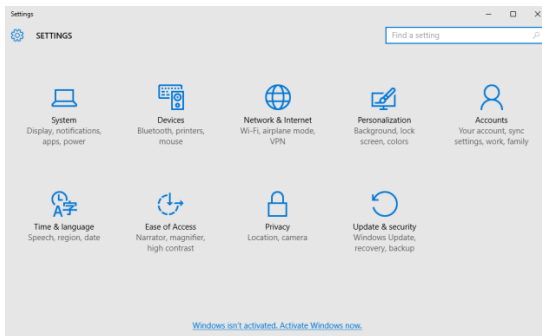 Settings
SETTINGS
Find a setting
System
Display, notifications,
apps, power
Devices
Bluetooth, printers,
mouse
Network & Internet
Wi-Fi, airplane mode,
VPN
Personalization
Background, lock
screen, colors
Accounts
Your account, sync
settings, work, family
A字
Time & language
Speech, region, date
Ease of Access
Narrator, magnifier,
high contrast
Privacy
Location, camera
Update & security
Windows Update,
recovery, backup
Windows isn't activated. Activate Windows now.